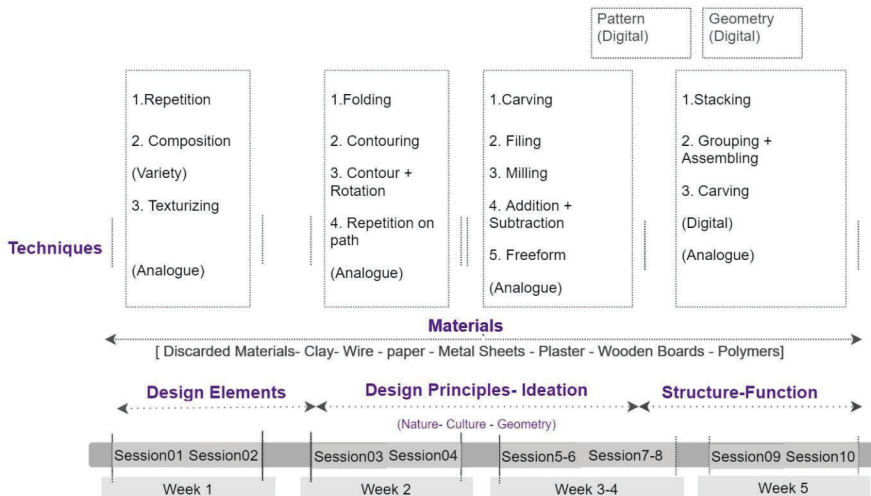 Pattern
(Digital)
Geometry
(Digital)
1.Repetition
2. Composition
(Variety)
3. Texturizing
(Analogue)
1.Folding
2. Contouring
3. Contour +
Rotation
4. Repetition on
path
(Analogue)
1.Carving
2. Filing
3. Milling
4. Addition +
Subtraction
5. Freeform
(Analogue)
1.Stacking
2. Grouping +
Assembling
3. Carving
(Digital)
(Analogue)
Techniques
Materials
[ Discarded Materials- Clay- Wire - paper - Metal Sheets - Plaster - Wooden Boards - Polymers]
Design Elements
Design Principles- Ideation
Structure-Function
(Nature- Culture - Geometry)
Session01 Session02
Session03 Session04
Session5-6 Session7-8
Session09 Session10
Week 1
Week 2
Week 3-4
Week 5